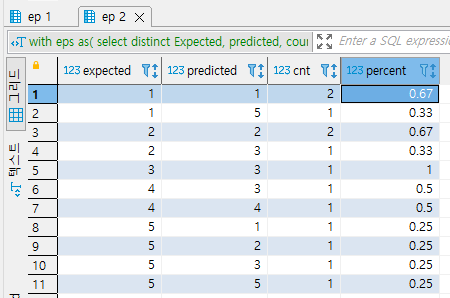 ep 1 ep 2
with eps as( select distinct Expected, predicted, cour Enter a SQL expressio
123 expected 123 predicted 123 cnt 123 percent
1 1 1 2 0.67
2 1 5 1 0.33
3 2 2 2 0.67
4 2 3 1 0.33
5 3 3 1 1
6 4 3 1 0.5
7 4 4 1 0.5
8 5 1 1 0.25
9 5 2 1 0.25
10 5 3 1 0.25
11 5 5 1 0.25
그리드
텍스트